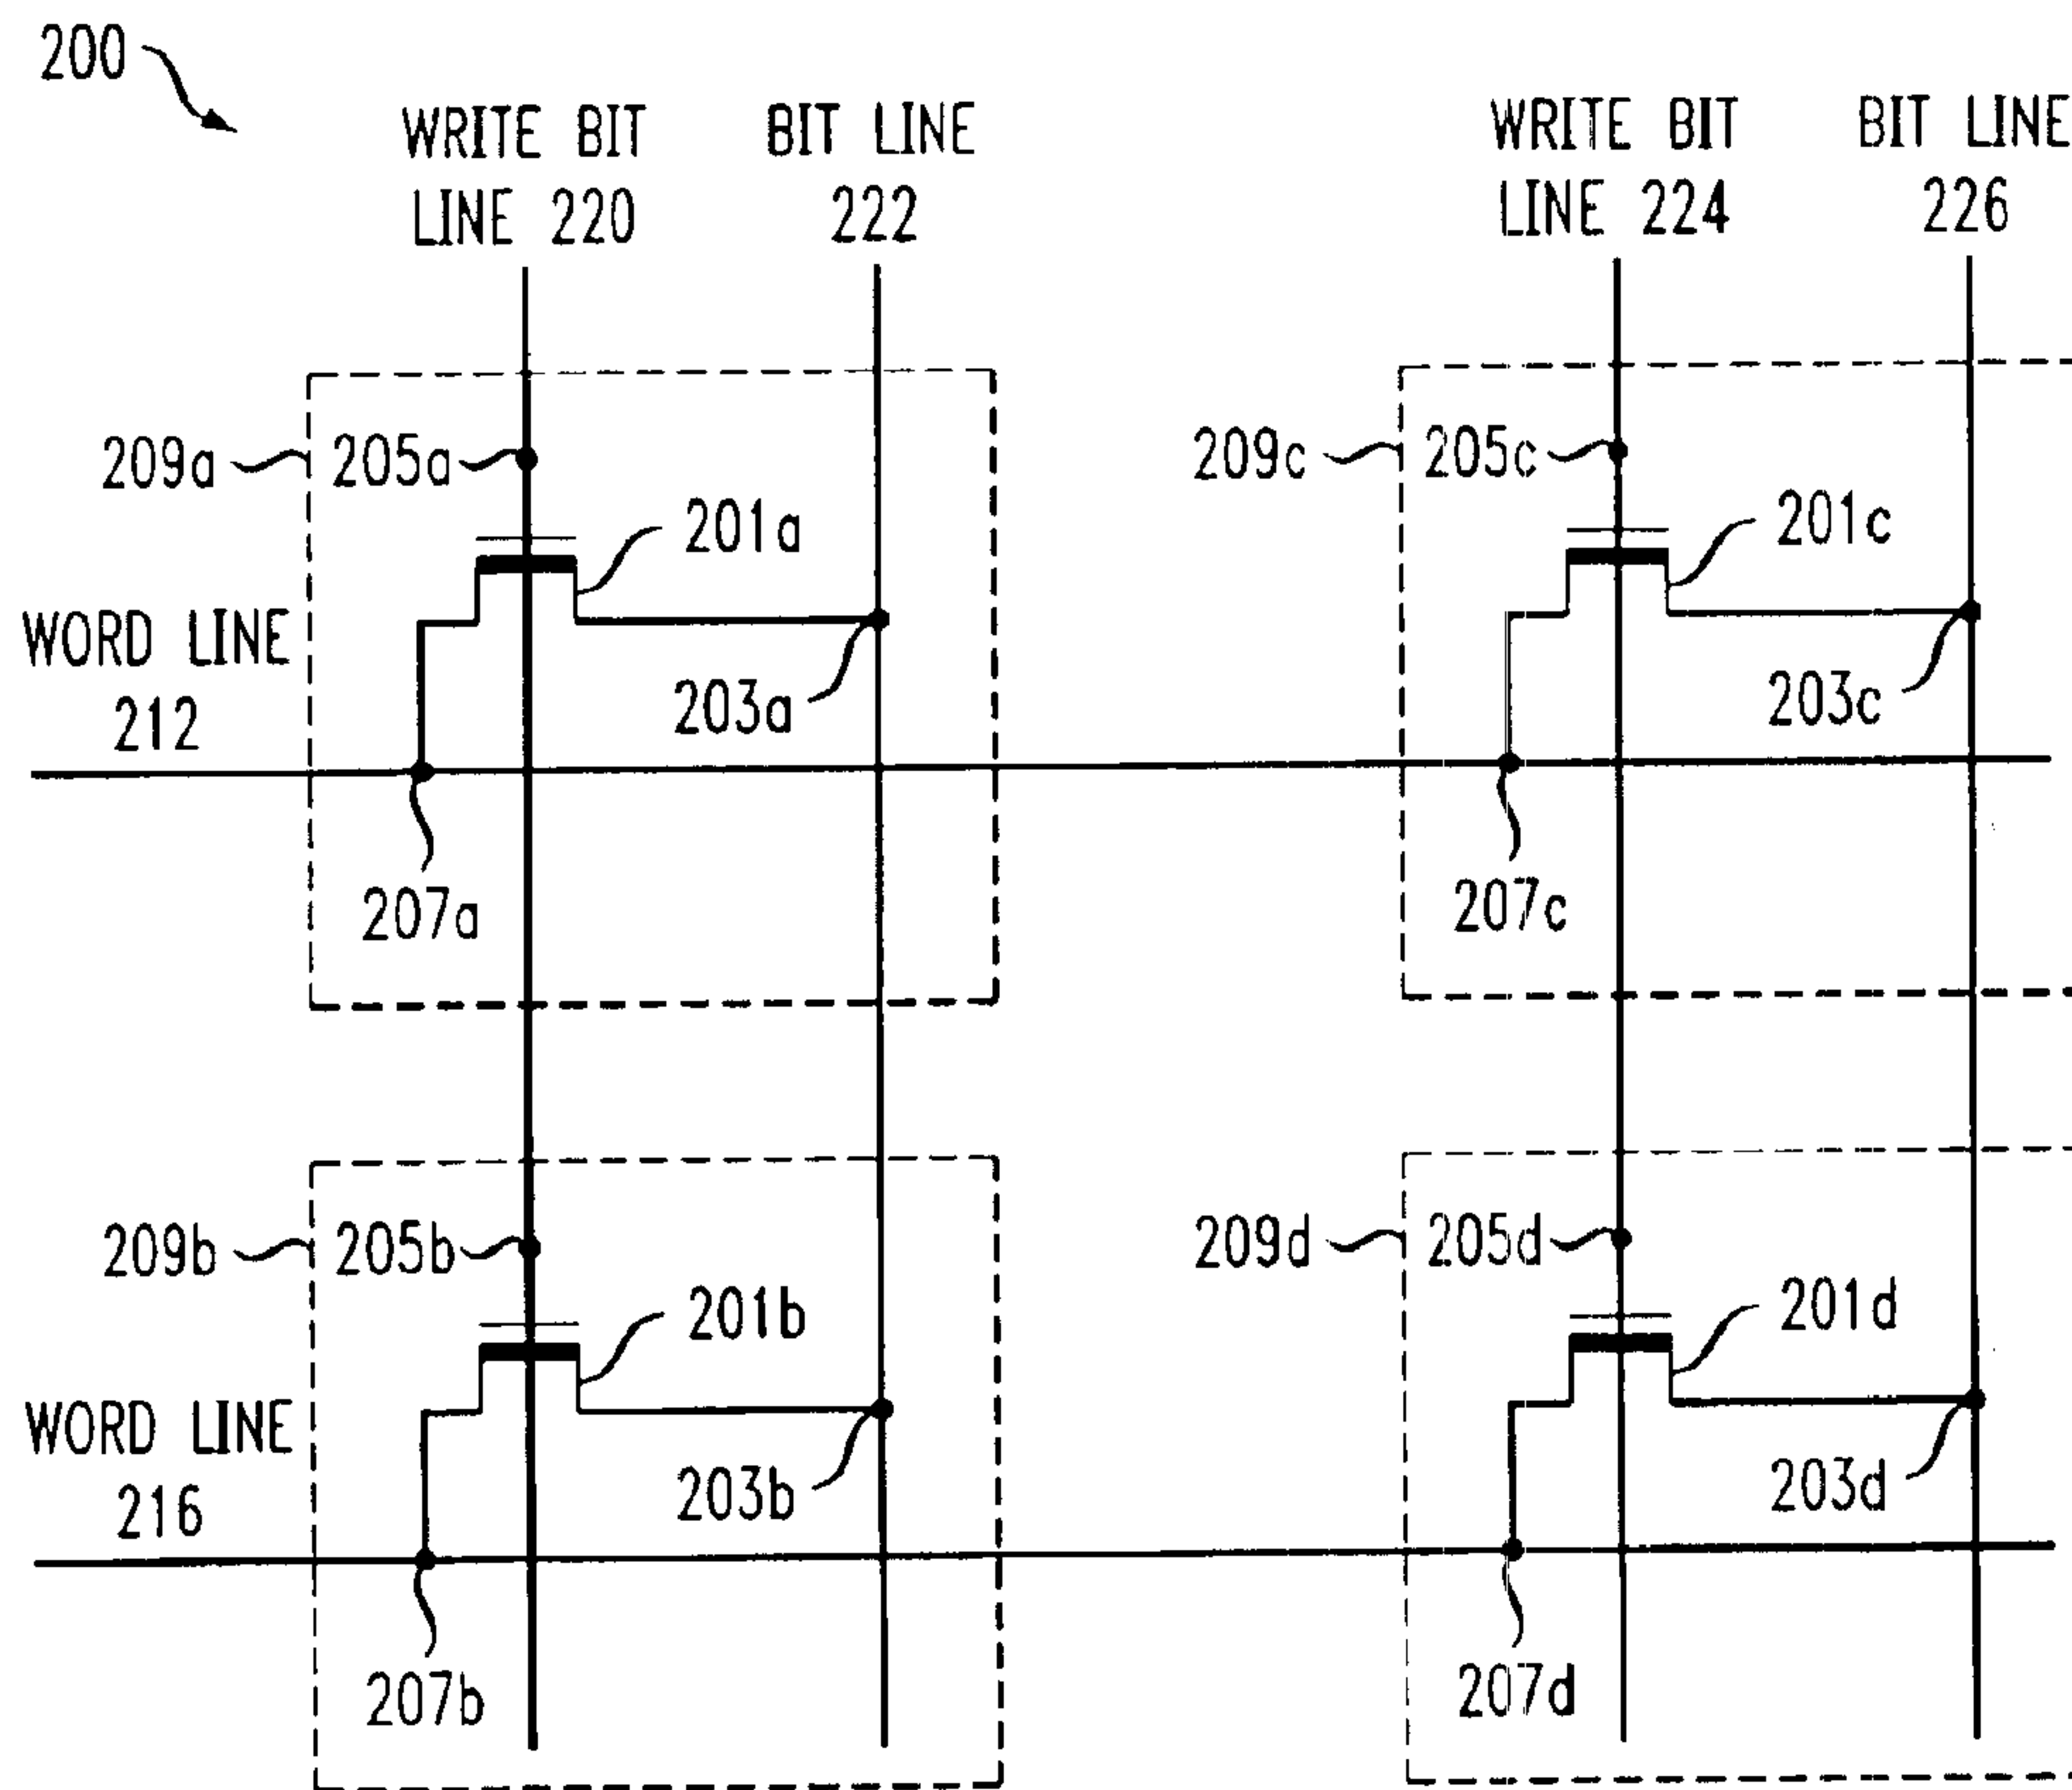 200
WRITE BIT
LINE 220
BIT LINE
222
WRITE BIT
LINE 224
BIT LINE
226
209a
205a
201a
209c
205c
201c
WORD LINE
212
203a
203c
207a
207c
209b
205b
201b
209d
205d
201d
WORD LINE
216
203b
203d
207b
207d